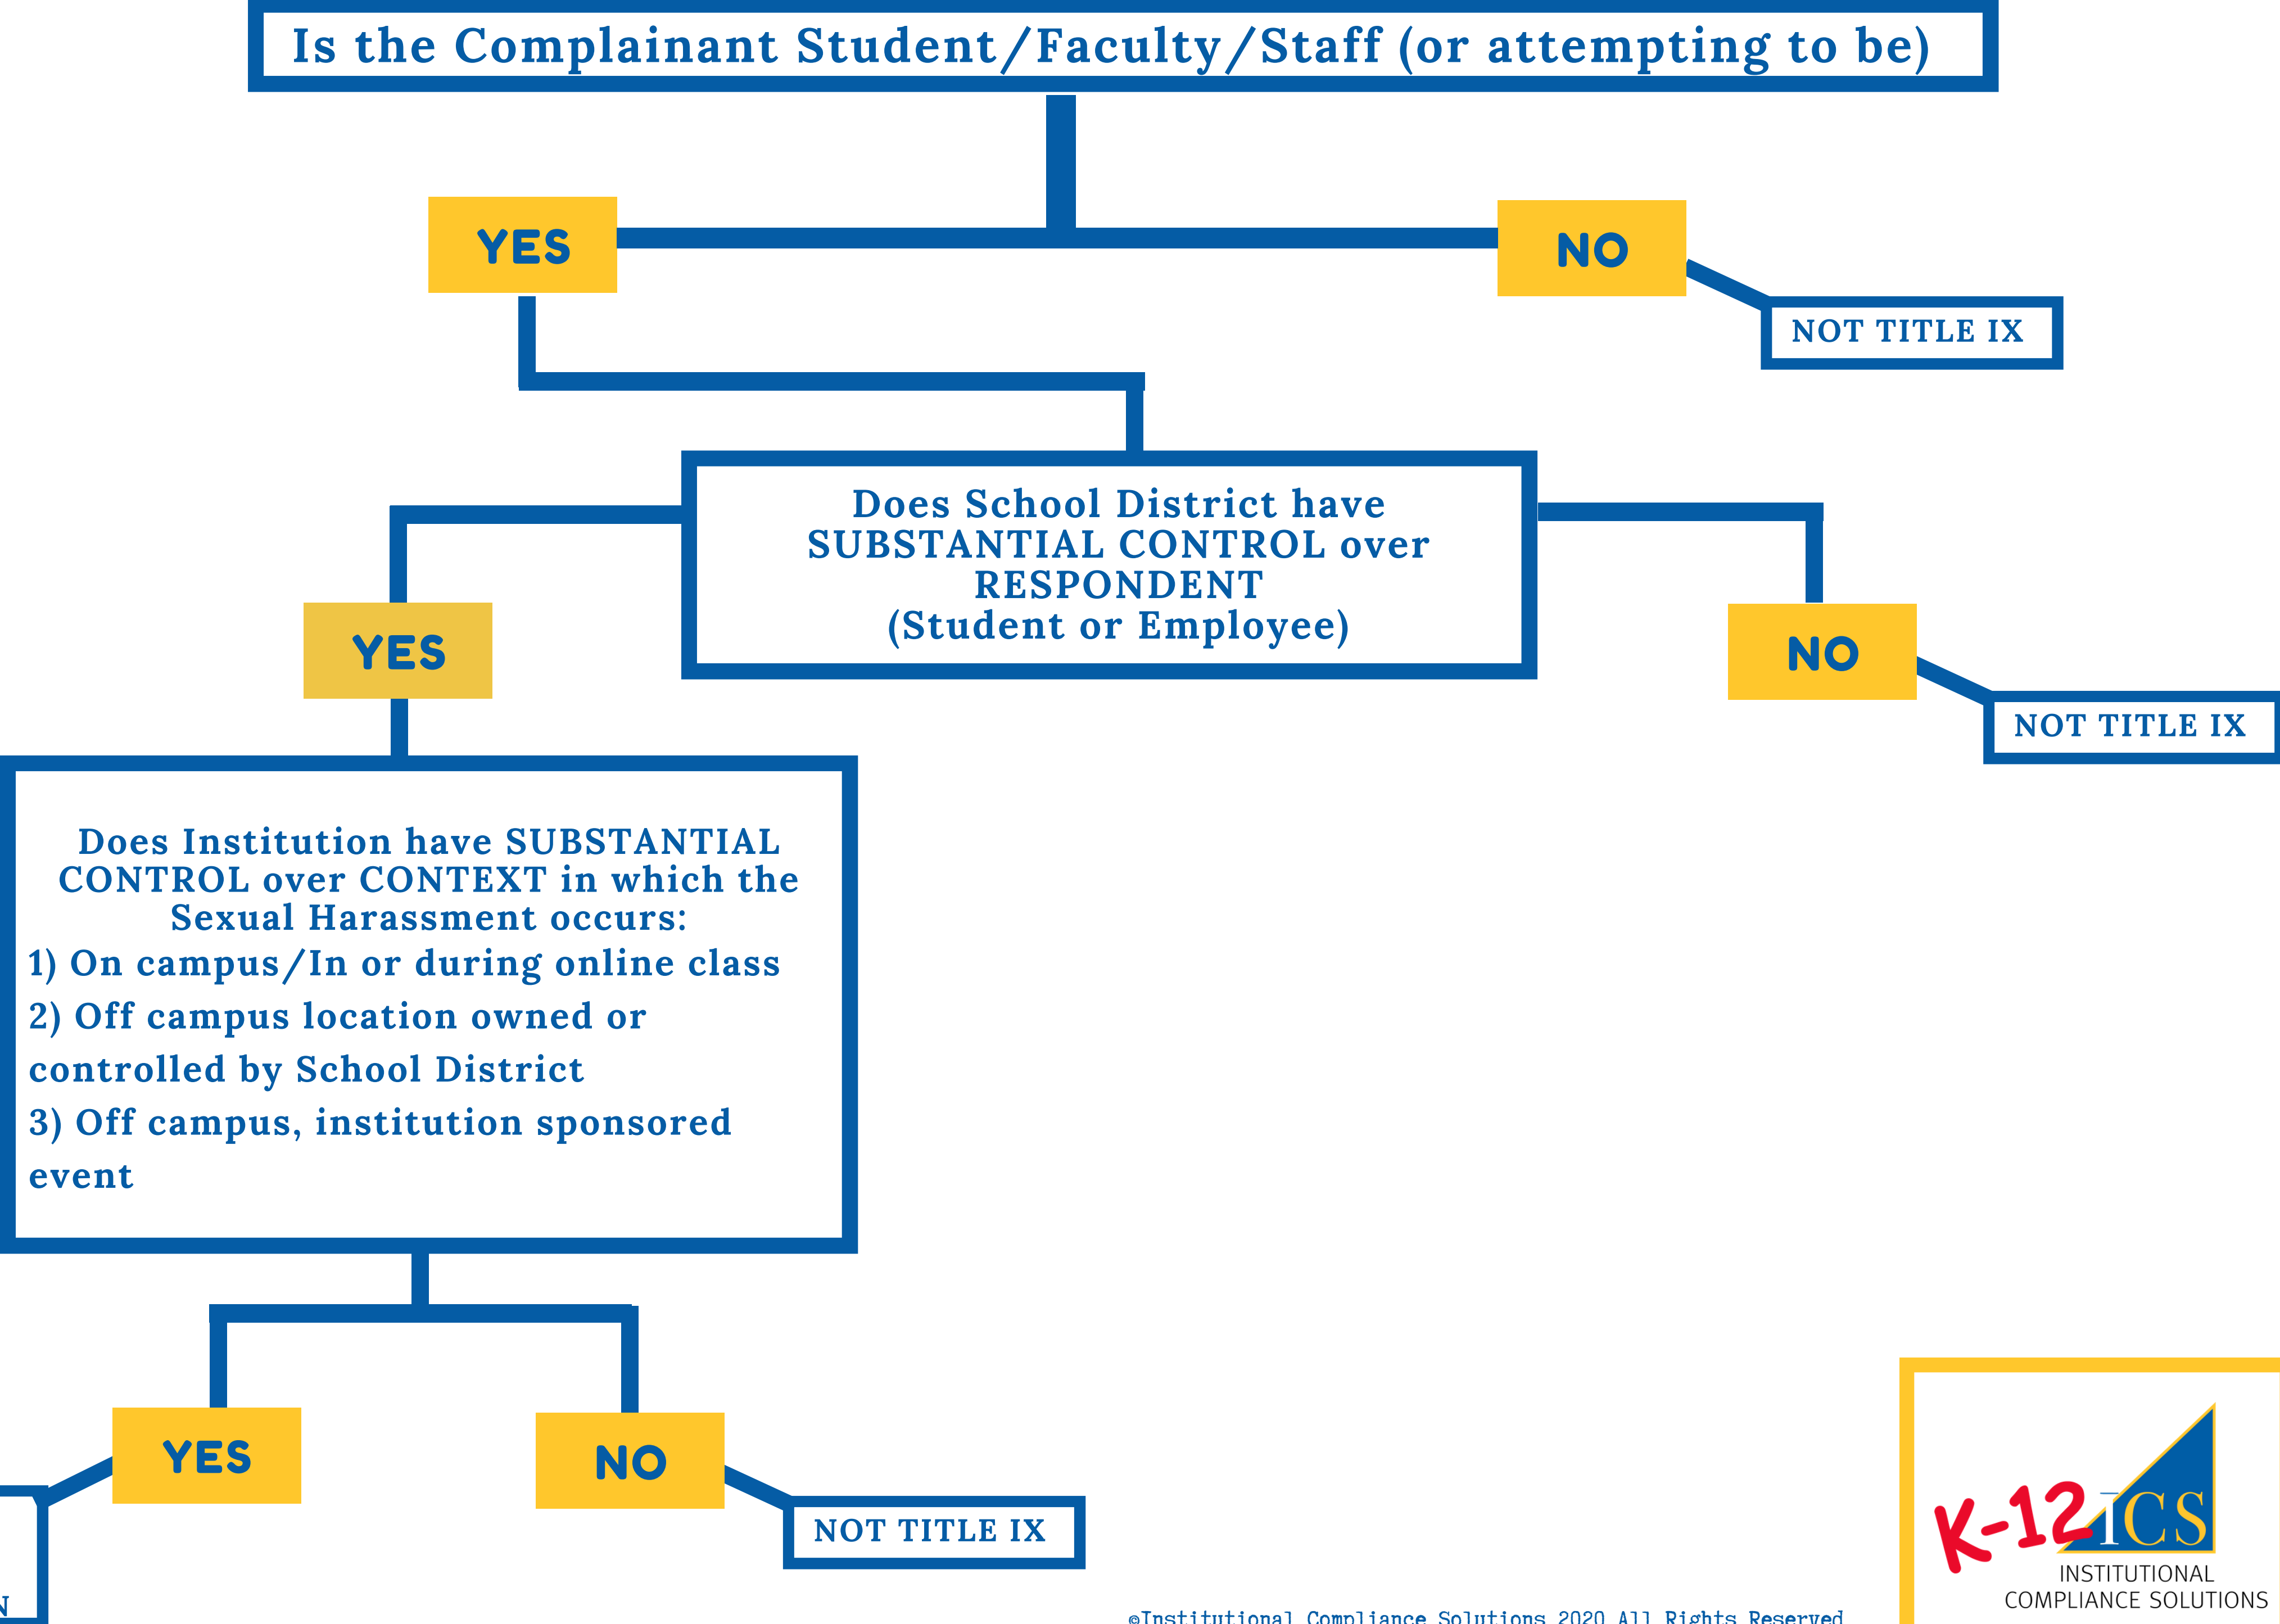 Is the Complainant Student/Faculty/Staff (or attempting to be)
YES
NO
NOT TITLE IX
Does School District have
SUBSTANTIAL CONTROL over
RESPONDENT
(Student or Employee)
YES
NO
NOT TITLE IX
Does Institution have SUBSTANTIAL
CONTROL over CONTEXT in which the
Sexual Harassment occurs:
1) On campus/In or during online class
2) Off campus location owned or
controlled by School District
3) Off campus, institution sponsored
event
YES
NO
NOT TITLE IX
K-12 ICS
INSTITUTIONAL
COMPLIANCE SOLUTIONS
©Institutional Compliance Solutions 2020 All Rights Reserved